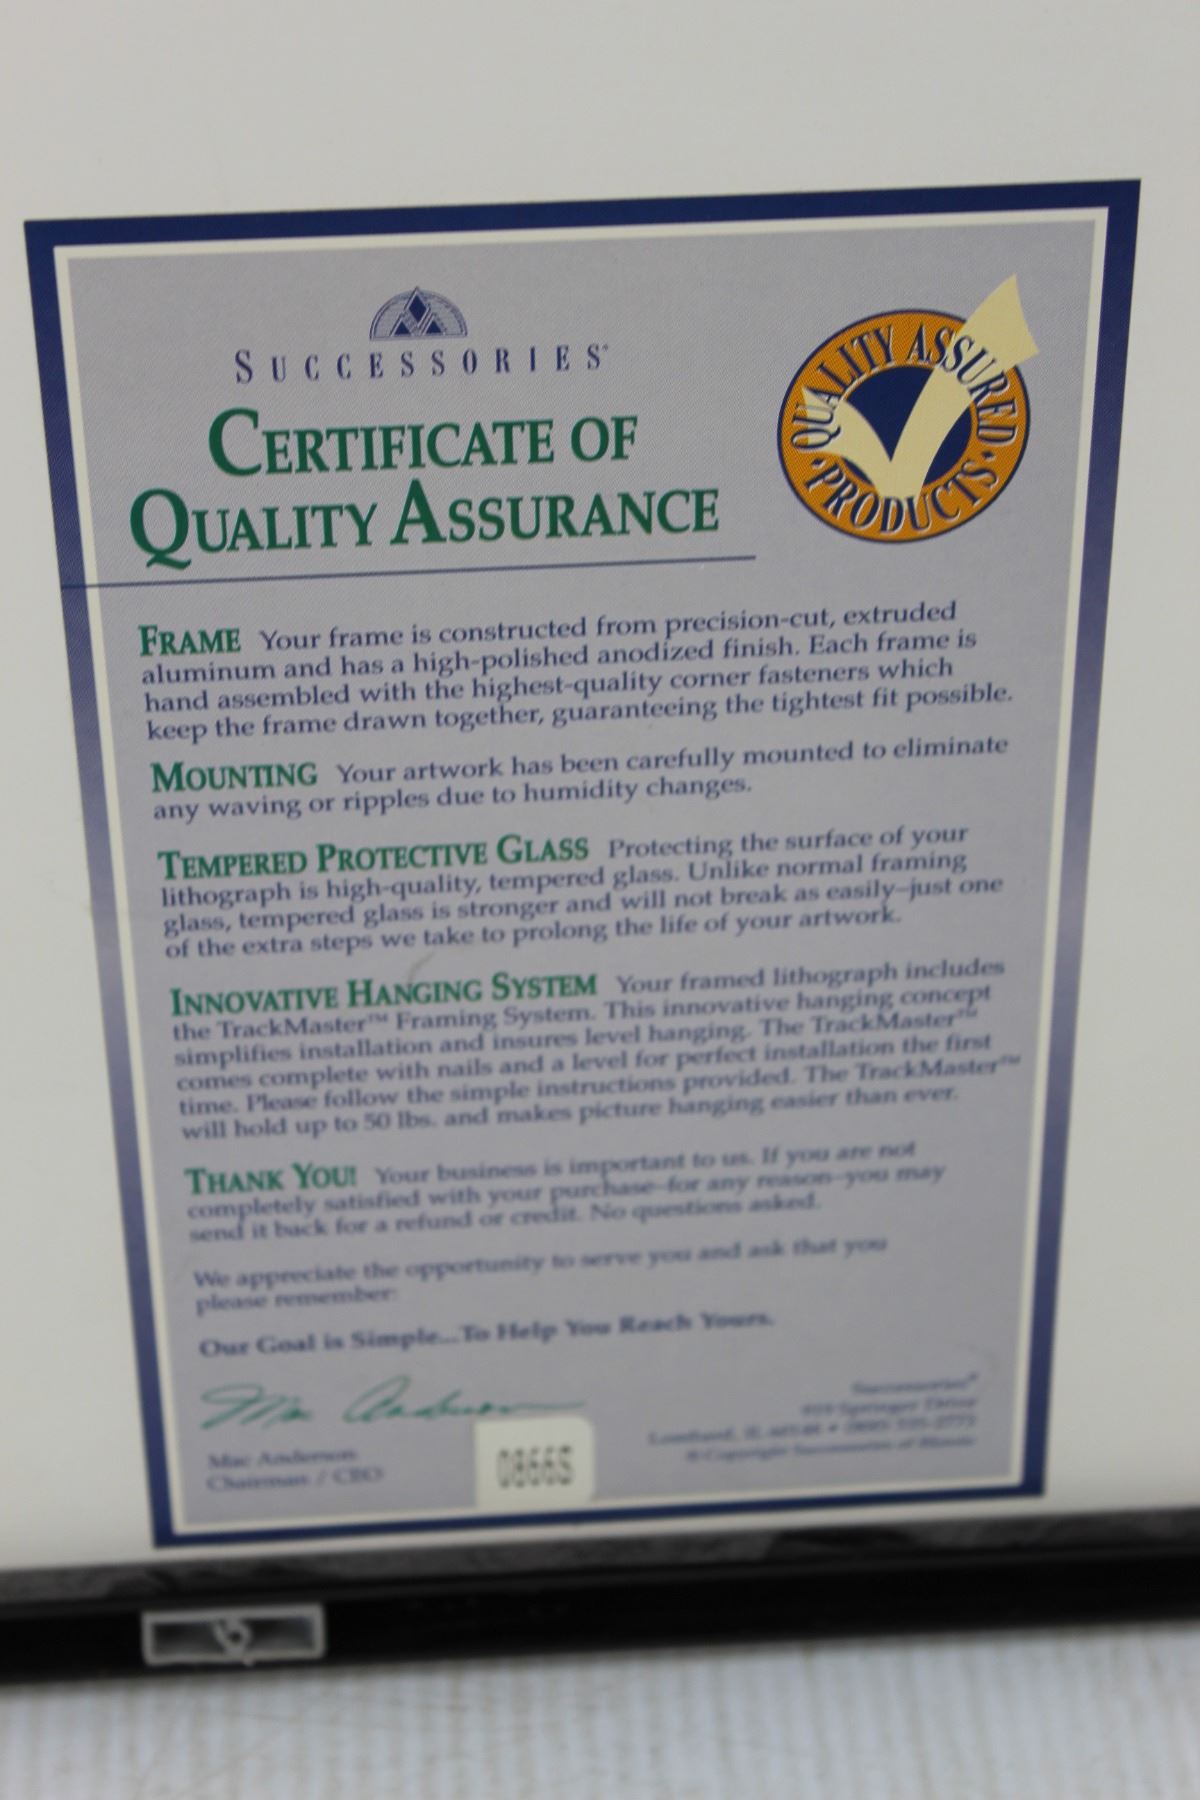 SUCCESSORIES
CERTIFICATE OF
QUALITY ASSURANCE
QUALITY ASSURED
• PRODUCTS •
FRAME Your frame is constructed from precision-cut, extruded
aluminum and has a high-polished anodized finish. Each frame is
hand assembled with the highest-quality corner fasteners which
keep the frame drawn together, guaranteeing the tightest fit possible.
MOUNTING Your artwork has been carefully mounted to eliminate
any waving or ripples due to humidity changes.
TEMPERED PROTECTIVE GLASS Protecting the surface of your
lithograph is high-quality, tempered glass. Unlike normal framing
glass, tempered glass is stronger and will not break as easily–just one
of the extra steps we take to prolong the life of your artwork.
INNOVATIVE HANGING SYSTEM Your framed lithograph includes
the TrackMaster™ Framing System. This innovative hanging concept
simplifies installation and insures level hanging. The TrackMaster™
comes complete with nails and a level for perfect installation the first
time. Please follow the simple instructions provided. The TrackMaster™
will hold up to 50 lbs. and makes picture hanging easier than ever.
THANK YOU! Your business is important to us. If you are not
completely satisfied with your purchase–for any reason–you may
send it back for a refund or credit. No questions asked.
We appreciate the opportunity to serve you and ask that you
please remember:
Our Goal is Simple...To Help You Reach Yours.
Mac Anderson
Mac Anderson
Chairman / CEO
Successories®
Springer Drive
Lombard, IL
© Copyright Successories of Illinois